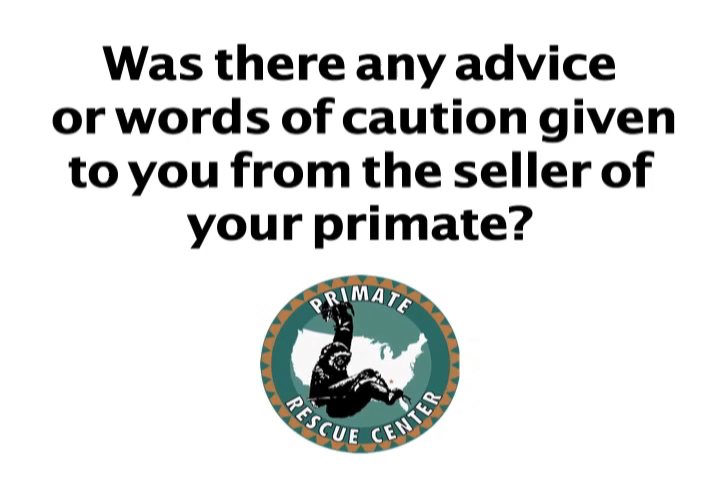 Was there any advice
or words of caution given
to you from the seller of
your primate?
PRIMATE
RESCUE CENTER